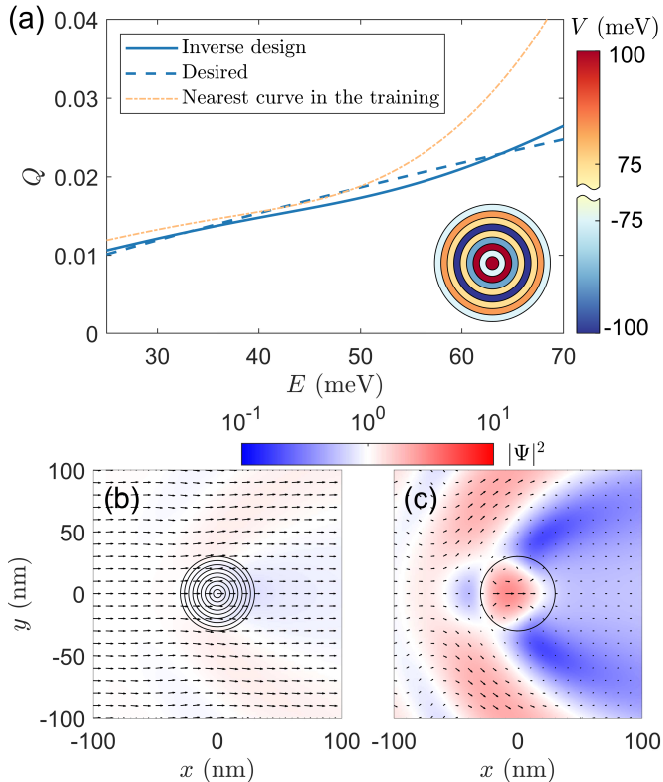 (a)
Inverse design
Desired
Nearest curve in the training
Q
0.04
0.03
0.02
0.01
0
30
40
50
60
70
E (meV)
V (meV)
100
75
-75
-100
10^-1
10^0
10^1
|Ψ|^2
(b)
(c)
y (nm)
100
50
0
-50
-100
-100
0
100
x (nm)
-100
0
100
x (nm)